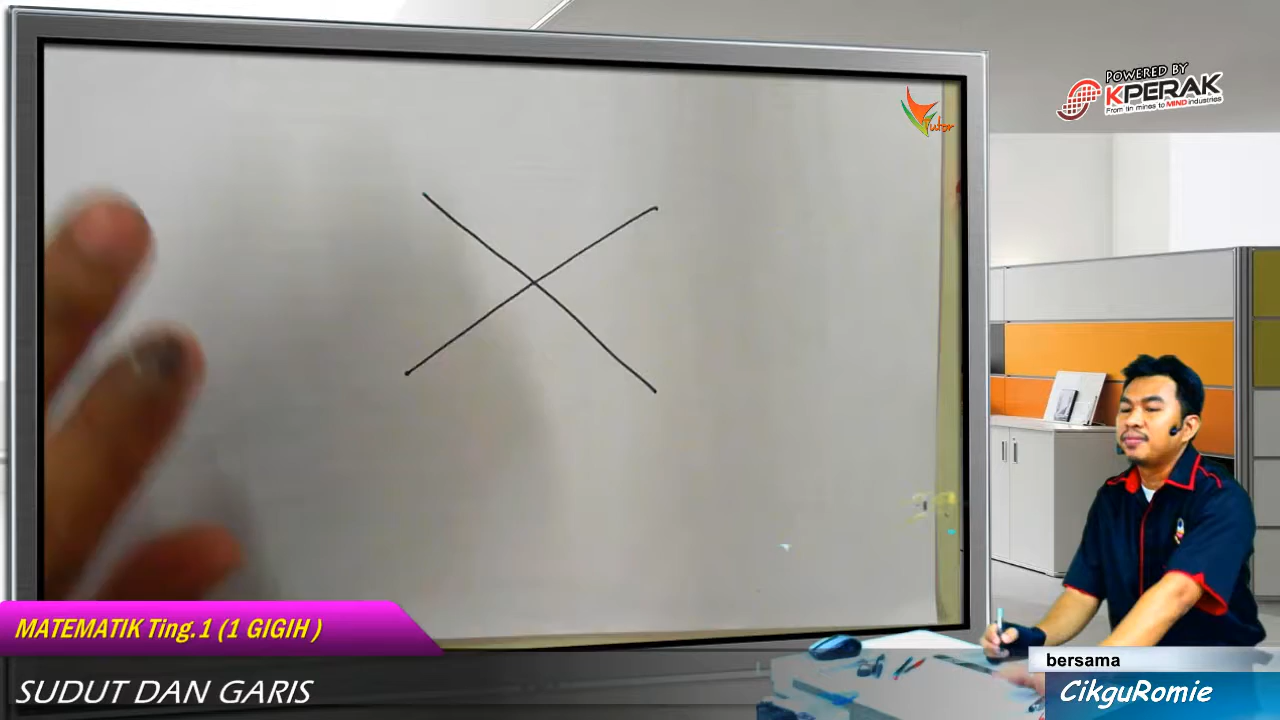 POWERED BY
KPERAK
From tin mines to MIND industries
Tutor
MATEMATIK Ting.1 (1 GIGIH )
SUDUT DAN GARIS
bersama
CikguRomie